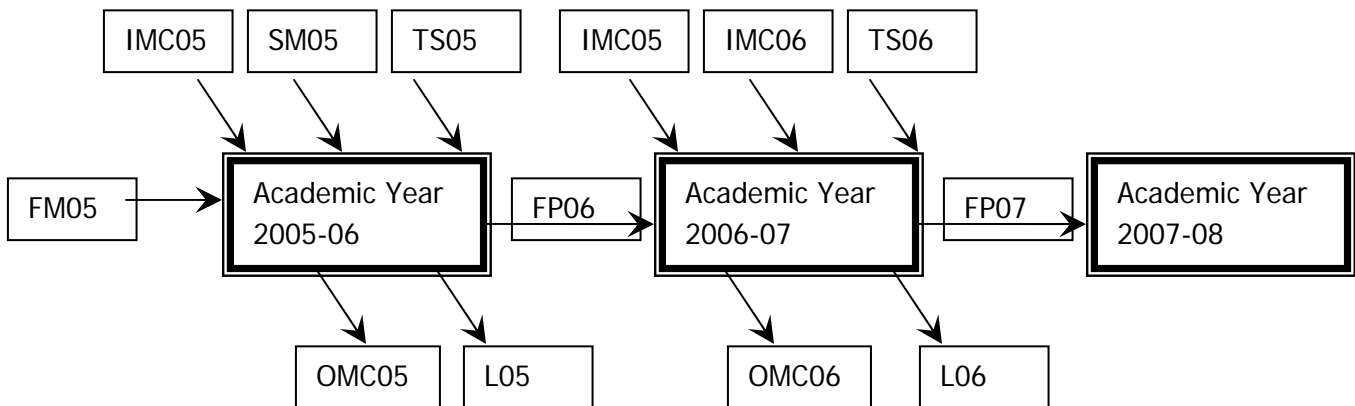 IMC05 SM05 TS05 IMC05 IMC06 TS06
FM05
Academic Year
2005-06
FP06
Academic Year
2006-07
FP07
Academic Year
2007-08
OMC05 L05 OMC06 L06